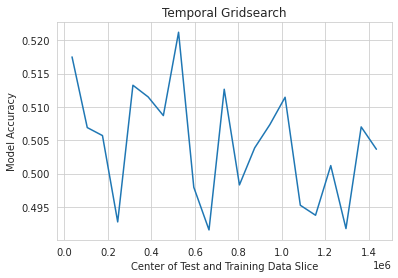 Temporal Gridsearch
Model Accuracy
0.520
0.515
0.510
0.505
0.500
0.495
0.0 0.2 0.4 0.6 0.8 1.0 1.2 1.4
1e6
Center of Test and Training Data Slice